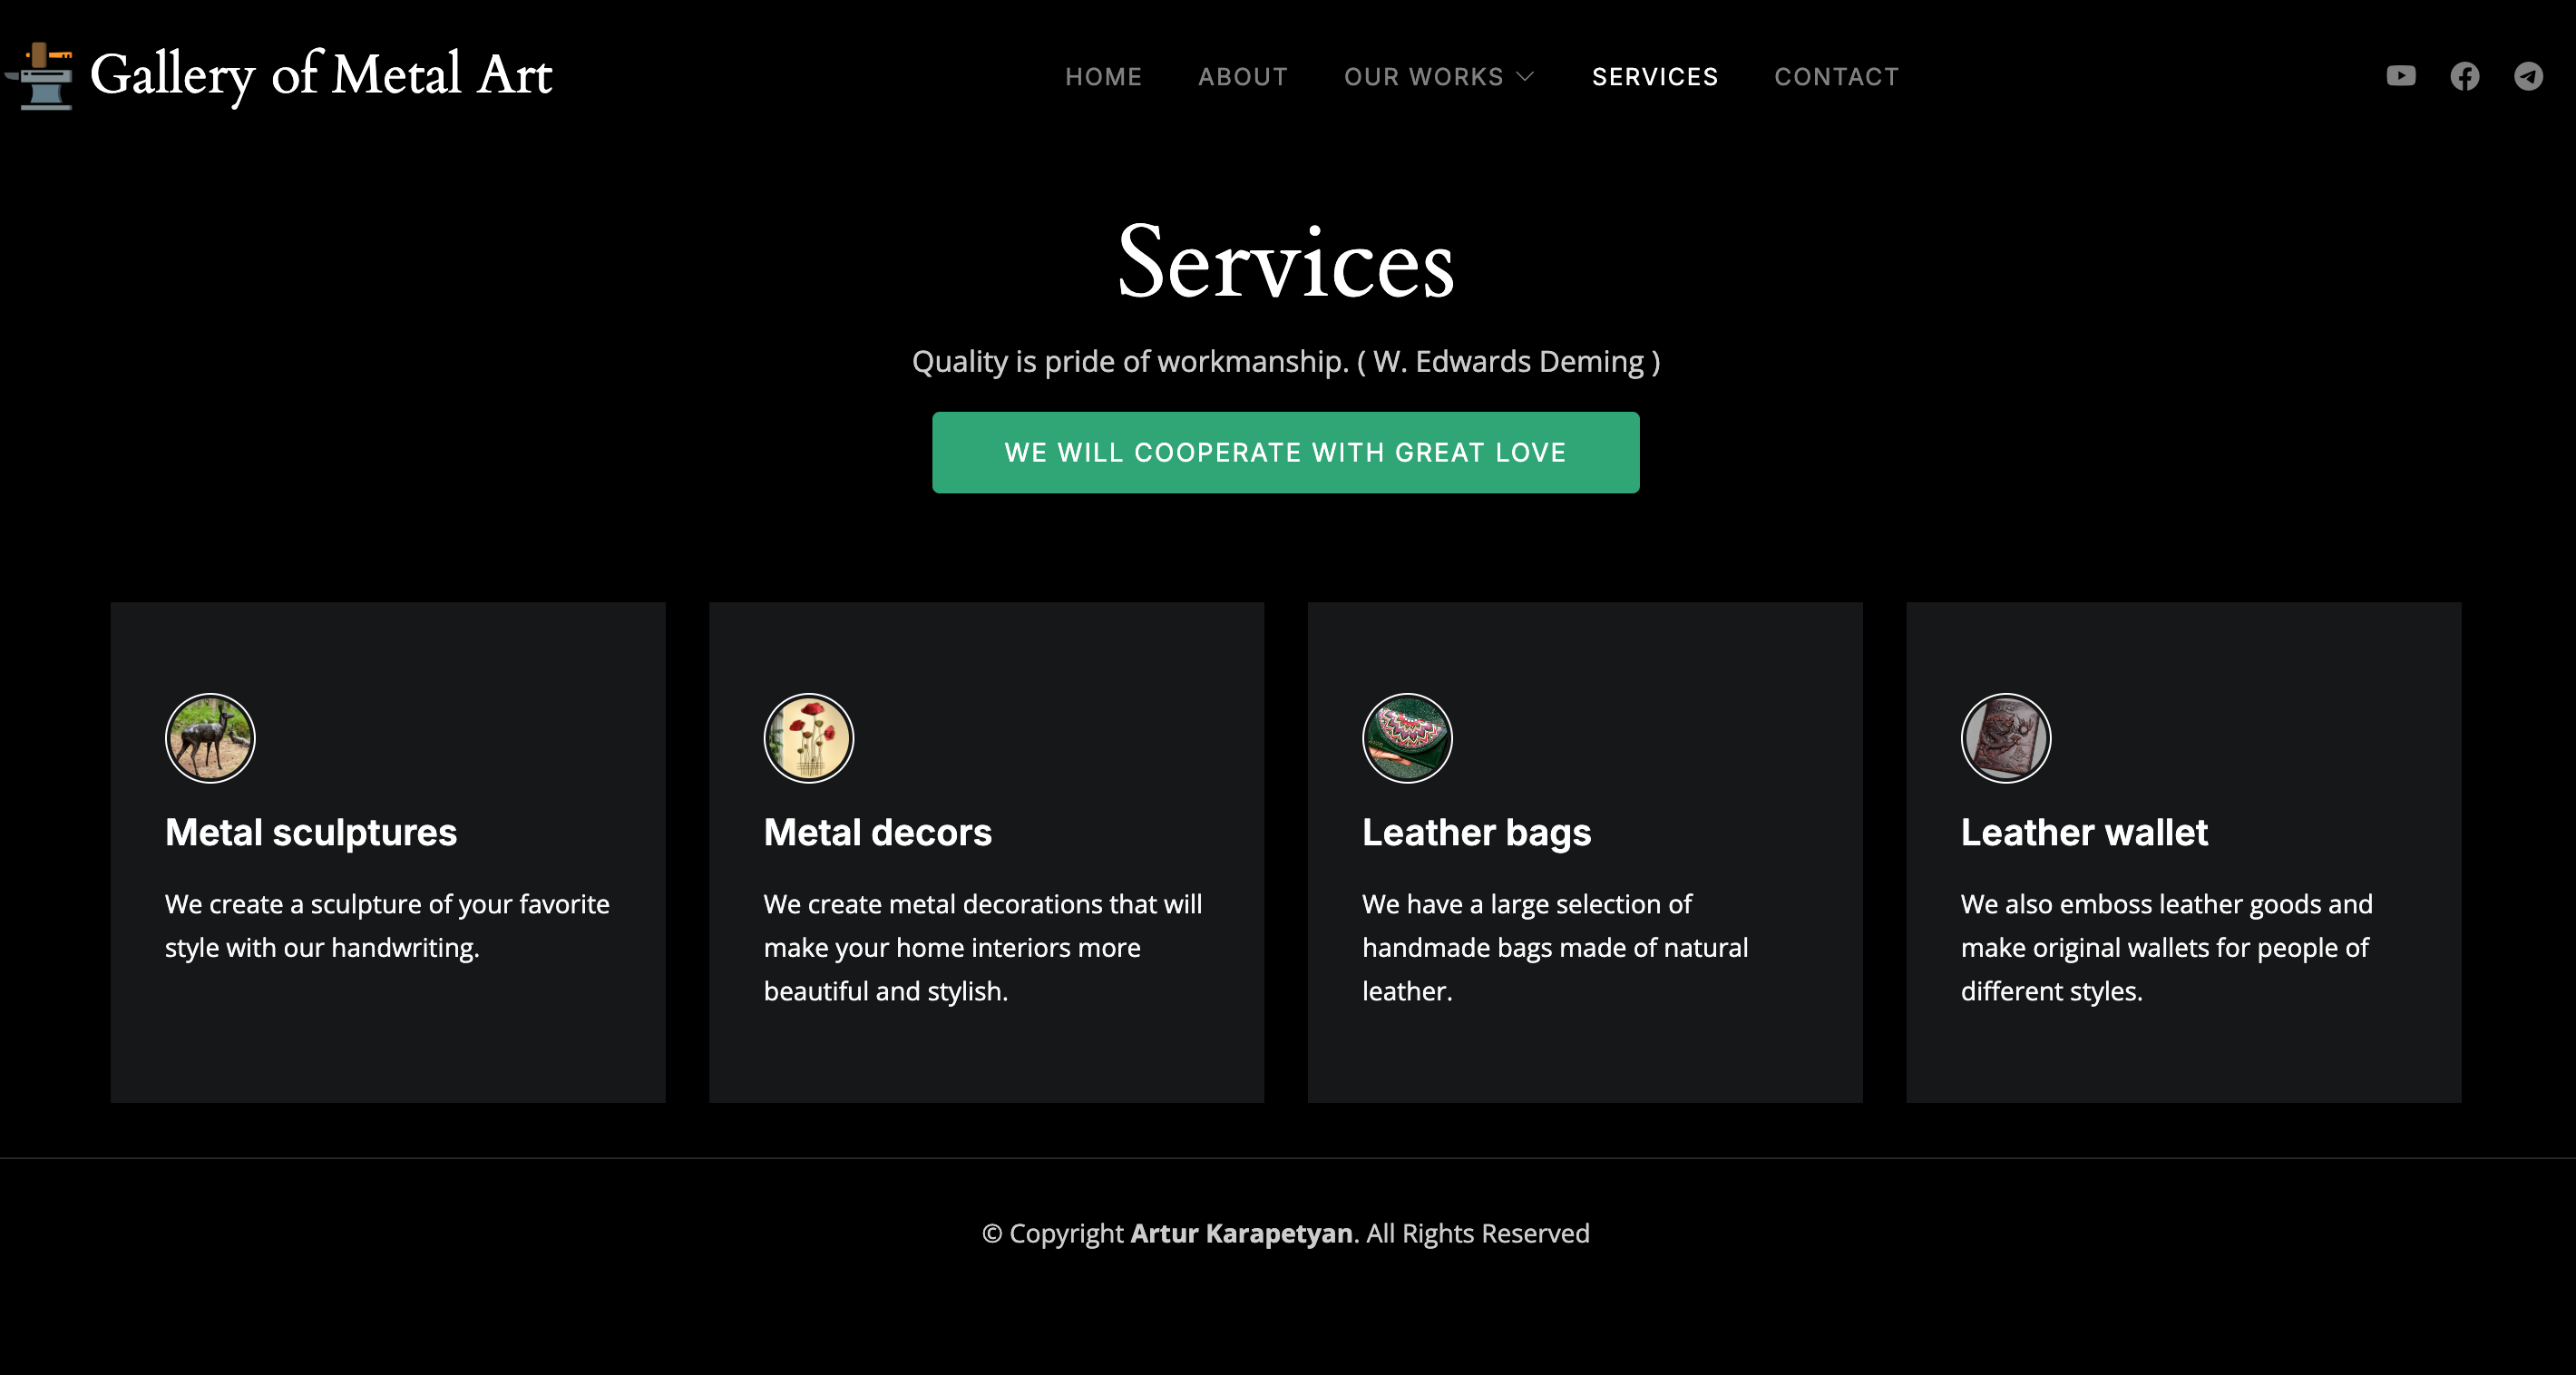 Gallery of Metal Art
HOME ABOUT OUR WORKS SERVICES CONTACT
Services
Quality is pride of workmanship. ( W. Edwards Deming )
WE WILL COOPERATE WITH GREAT LOVE
Metal sculptures
We create a sculpture of your favorite
style with our handwriting.
Metal decors
We create metal decorations that will
make your home interiors more
beautiful and stylish.
Leather bags
We have a large selection of
handmade bags made of natural
leather.
Leather wallet
We also emboss leather goods and
make original wallets for people of
different styles.
© Copyright Artur Karapetyan. All Rights Reserved